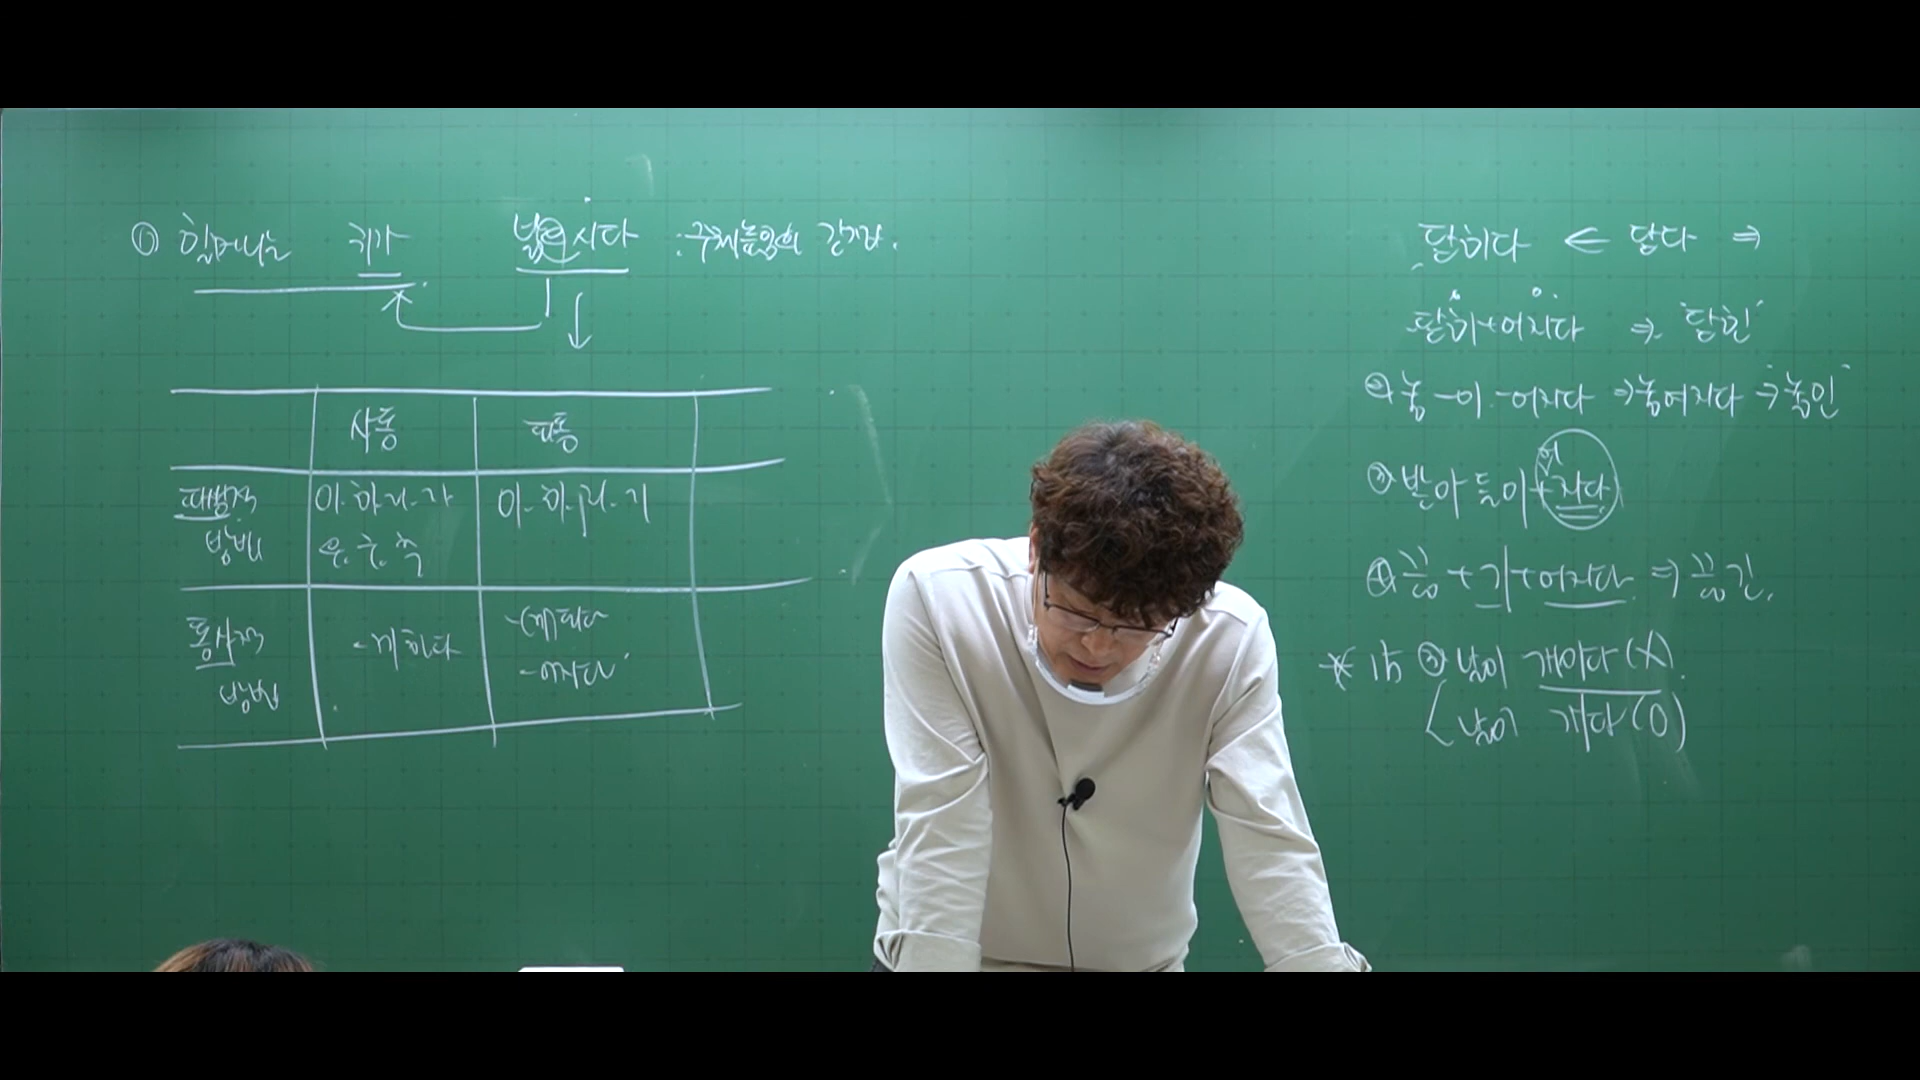 ① 할머니는 키가 시다 : 주체높임의 간접.
사동 피동
파생적 이-히-리-기 이-히-리-기
방법 우. 구. 추
통사적 -게 하다 -게 되다
방법 -어지다
닫히다 ← 닫다 ⇒
닫히+어지다 ⇒ '닫힌'
② 놓-이-어지다 ⇒ 놓여지다 ⇒ '놓인'
③ 받아들이+어지다
④ 끊+기+어지다 ⇒ 끊긴.
* 15 ③ 날이 개이다 (X).
날이 개다 (O)